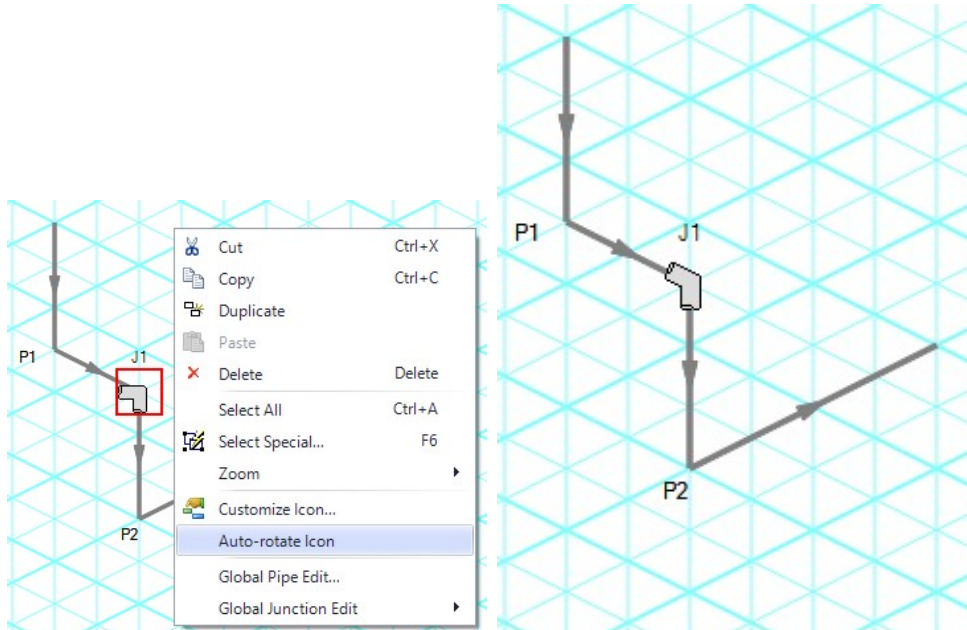 P1
J1
P2
Cut Ctrl+X
Copy Ctrl+C
Duplicate
Paste
Delete Delete
Select All Ctrl+A
Select Special... F6
Zoom
Customize Icon...
Auto-rotate Icon
Global Pipe Edit...
Global Junction Edit
P1
J1
P2